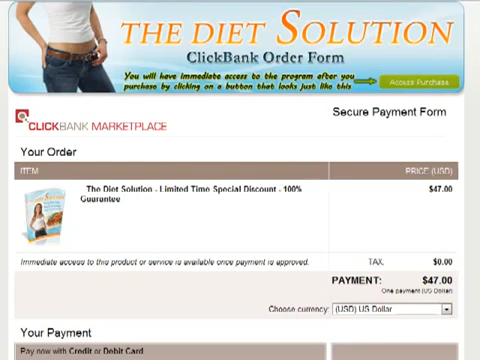 THE DIET SOLUTION
ClickBank Order Form
You will have immediate access to the program after you
purchase by clicking on a button that looks just like this
Access Purchase
CLICKBANK MARKETPLACE
Secure Payment Form
Your Order
ITEM PRICE (USD)
The Diet Solution - Limited Time Special Discount - 100% $47.00
Guarantee
Immediate access to this product or service is available once payment is approved. TAX: $0.00
PAYMENT: $47.00
One payment (US Dollar)
Choose currency: (USD) US Dollar
Your Payment
Pay now with Credit or Debit Card